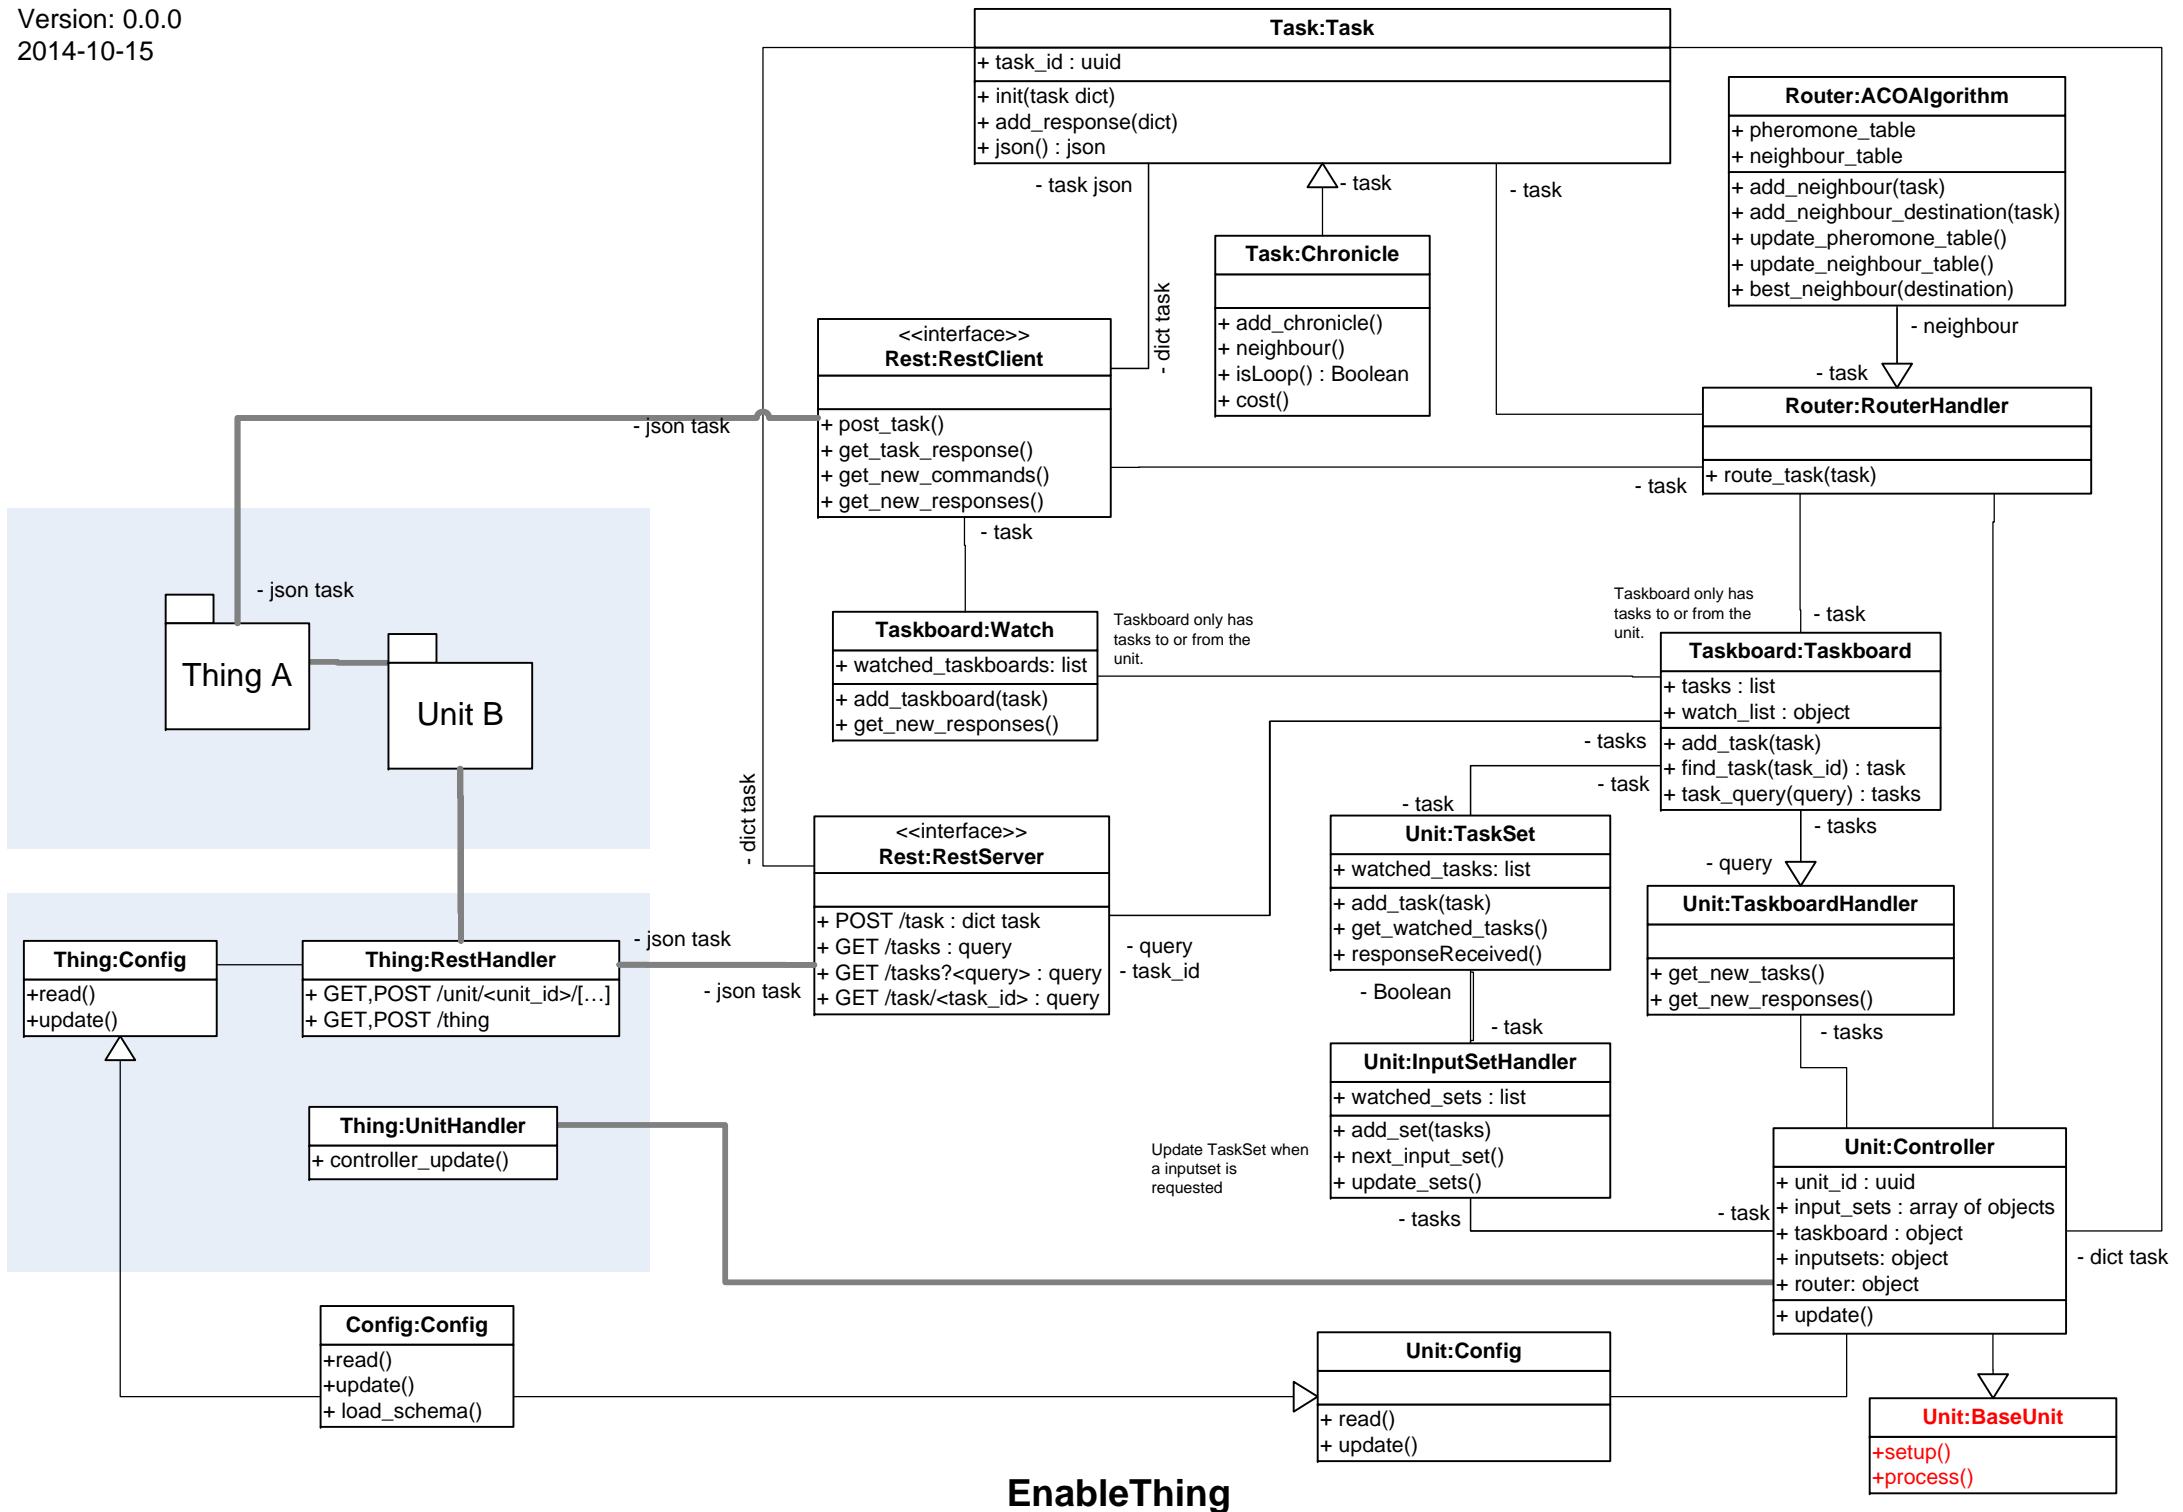 Version: 0.0.0
2014-10-15
Task:Task
+ task_id : uuid
+ init(task dict)
+ add_response(dict)
+ json() : json
Router:ACOAlgorithm
+ pheromone_table
+ neighbour_table
+ add_neighbour(task)
+ add_neighbour_destination(task)
+ update_pheromone_table()
+ update_neighbour_table()
+ best_neighbour(destination)
- task json
- task
- task
- dict task
Task:Chronicle
+ add_chronicle()
+ neighbour()
+ isLoop() : Boolean
+ cost()
- neighbour
- task
<<interface>>
Rest:RestClient
+ post_task()
+ get_task_response()
+ get_new_commands()
+ get_new_responses()
- json task
Router:RouterHandler
+ route_task(task)
- task
- task
- json task
Thing A
Unit B
Taskboard:Watch
+ watched_taskboards: list
+ add_taskboard(task)
+ get_new_responses()
Taskboard only has
tasks to or from the
unit.
Taskboard only has
tasks to or from the
unit.
- task
Taskboard:Taskboard
+ tasks : list
+ watch_list : object
+ add_task(task)
+ find_task(task_id) : task
+ task_query(query) : tasks
- tasks
- task
- task
- tasks
- query
- dict task
<<interface>>
Rest:RestServer
+ POST /task : dict task
+ GET /tasks : query
+ GET /tasks?<query> : query
+ GET /task/<task_id> : query
- query
- task_id
Unit:TaskSet
+ watched_tasks: list
+ add_task(task)
+ get_watched_tasks()
+ responseReceived()
Unit:TaskboardHandler
+ get_new_tasks()
+ get_new_responses()
- tasks
Thing:Config
+read()
+update()
Thing:RestHandler
+ GET,POST /unit/<unit_id>/[…]
+ GET,POST /thing
- json task
- json task
- Boolean
- task
Unit:InputSetHandler
+ watched_sets : list
+ add_set(tasks)
+ next_input_set()
+ update_sets()
Update TaskSet when
a inputset is
requested
- tasks
- task
Thing:UnitHandler
+ controller_update()
Unit:Controller
+ unit_id : uuid
+ input_sets : array of objects
+ taskboard : object
+ inputsets: object
+ router: object
+ update()
- dict task
Config:Config
+read()
+update()
+ load_schema()
Unit:Config
+ read()
+ update()
Unit:BaseUnit
+setup()
+process()
EnableThing